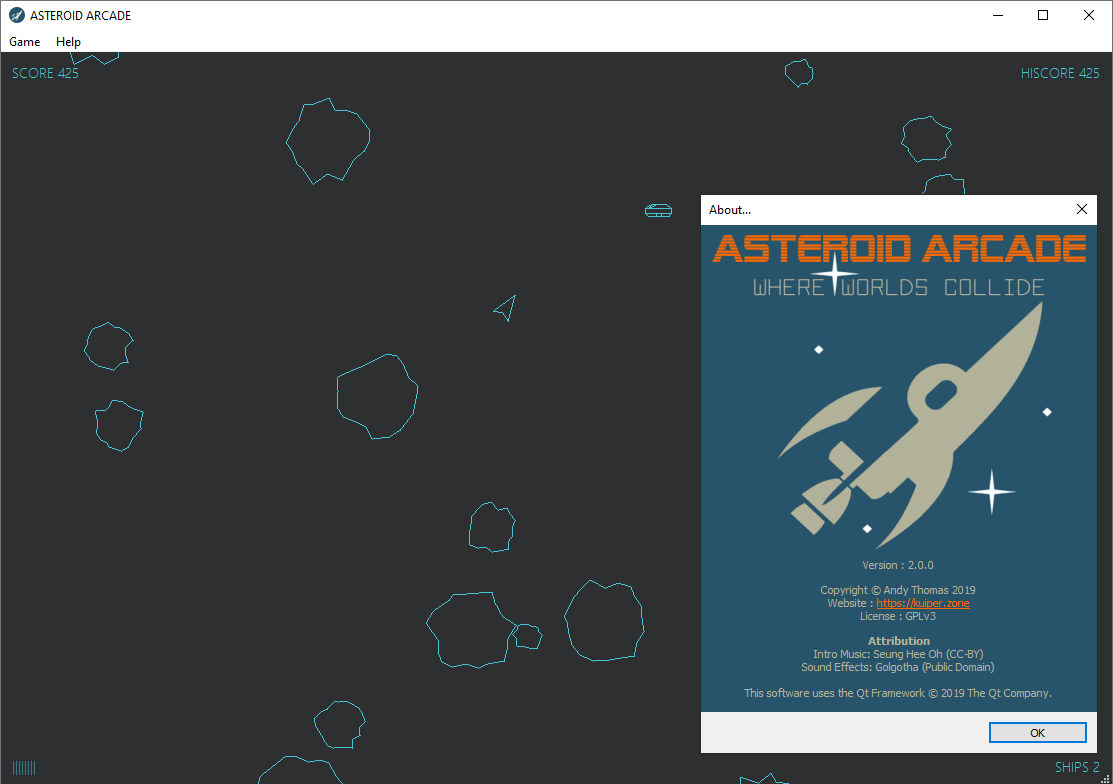 ASTEROID ARCADE
Game Help
SCORE 425
HISCORE 425
About...
ASTEROID ARCADE
WHERE WORLDS COLLIDE
Version : 2.0.0
Copyright © Andy Thomas 2019
Website : https://kuiper.zone
License : GPLv3
Attribution
Intro Music: Seung Hee Oh (CC-BY)
Sound Effects: Golgotha (Public Domain)
This software uses the Qt Framework © 2019 The Qt Company.
OK
SHIPS 2